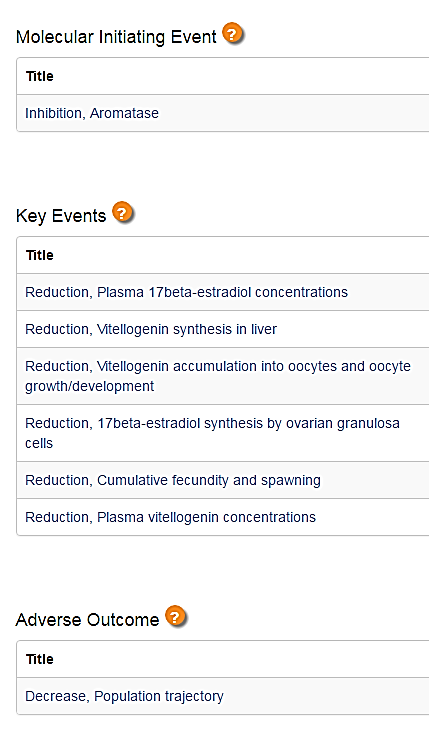 Molecular Initiating Event ?
Title
Inhibition, Aromatase
Key Events ?
Title
Reduction, Plasma 17beta-estradiol concentrations
Reduction, Vitellogenin synthesis in liver
Reduction, Vitellogenin accumulation into oocytes and oocyte
growth/development
Reduction, 17beta-estradiol synthesis by ovarian granulosa
cells
Reduction, Cumulative fecundity and spawning
Reduction, Plasma vitellogenin concentrations
Adverse Outcome ?
Title
Decrease, Population trajectory